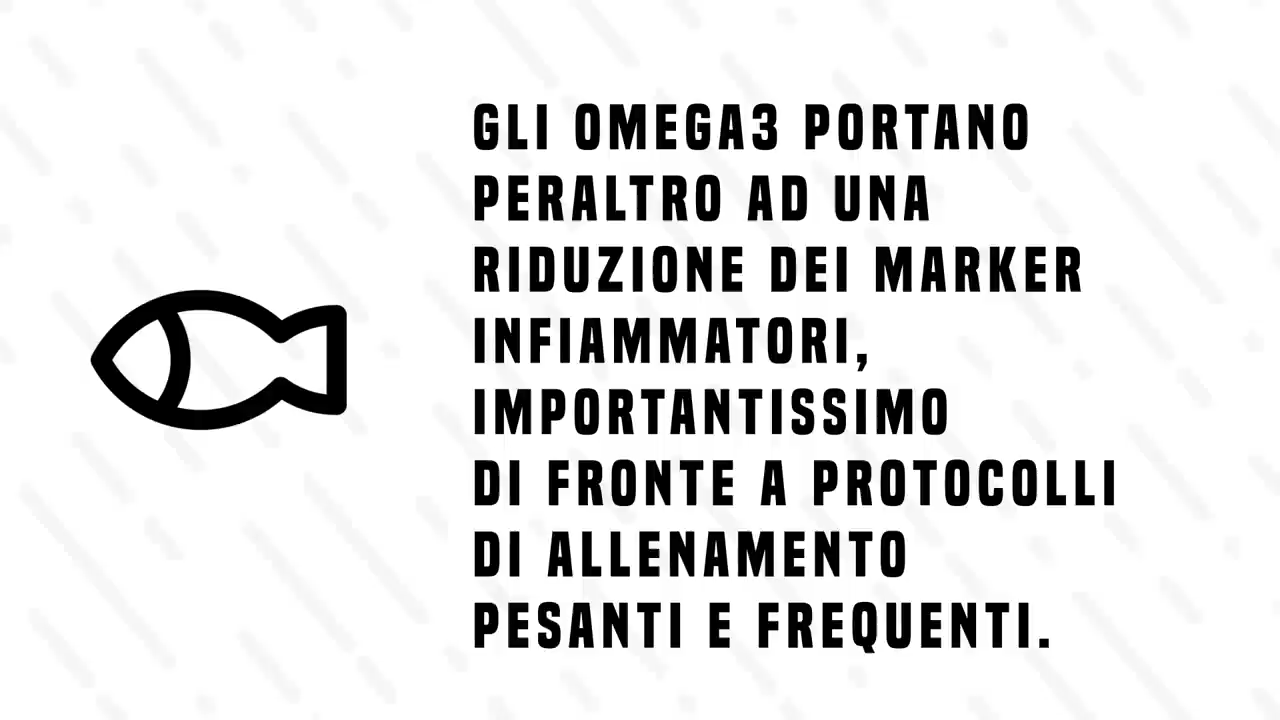 GLI OMEGA3 PORTANO
PERALTRO AD UNA
RIDUZIONE DEI MARKER
INFIAMMATORI,
IMPORTANTISSIMO
DI FRONTE A PROTOCOLLI
DI ALLENAMENTO
PESANTI E FREQUENTI.